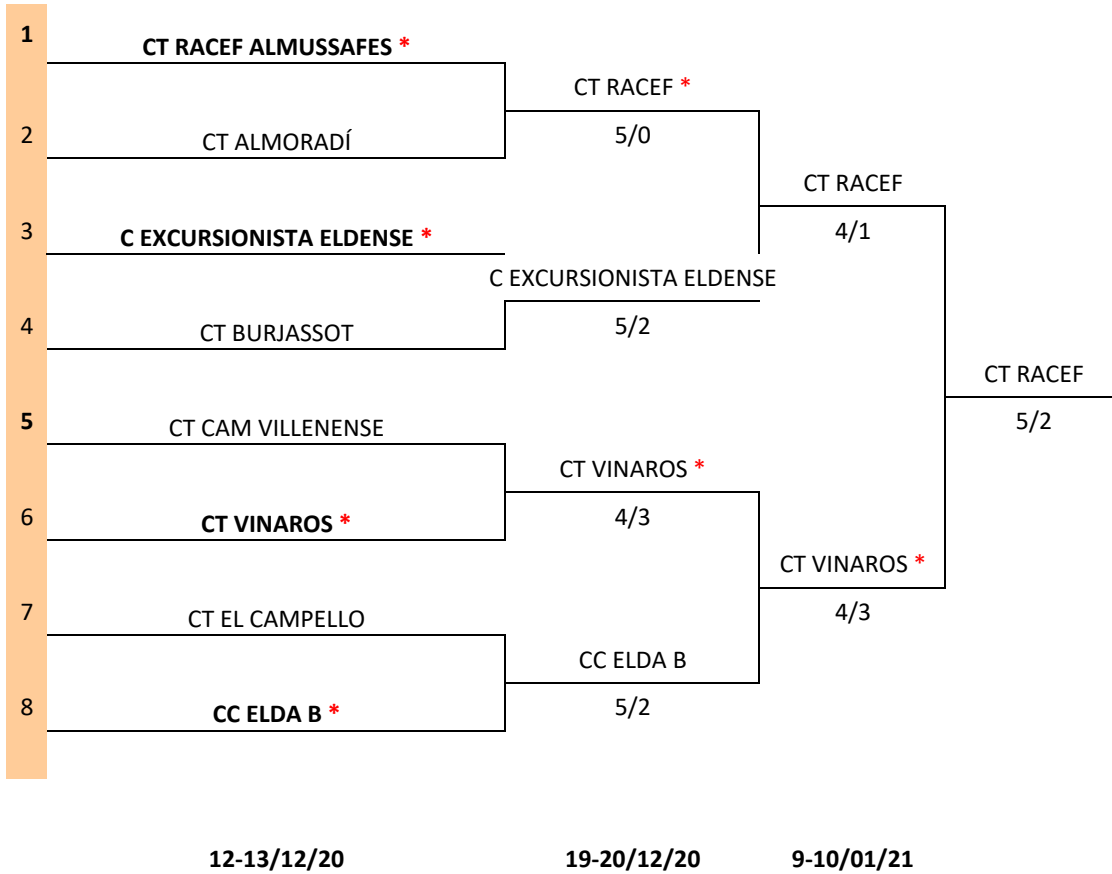 1
CT RACEF ALMUSSAFES *
CT RACEF *
2
CT ALMORADÍ
5/0
CT RACEF
3
C EXCURSIONISTA ELDENSE *
4/1
C EXCURSIONISTA ELDENSE
4
CT BURJASSOT
5/2
CT RACEF
5
CT CAM VILLENENSE
5/2
CT VINAROS *
6
CT VINAROS *
4/3
CT VINAROS *
7
CT EL CAMPELLO
4/3
CC ELDA B
8
CC ELDA B *
5/2
12-13/12/20
19-20/12/20
9-10/01/21